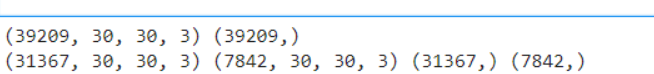 (39209, 30, 30, 3) (39209,)
(31367, 30, 30, 3) (7842, 30, 30, 3) (31367,) (7842,)